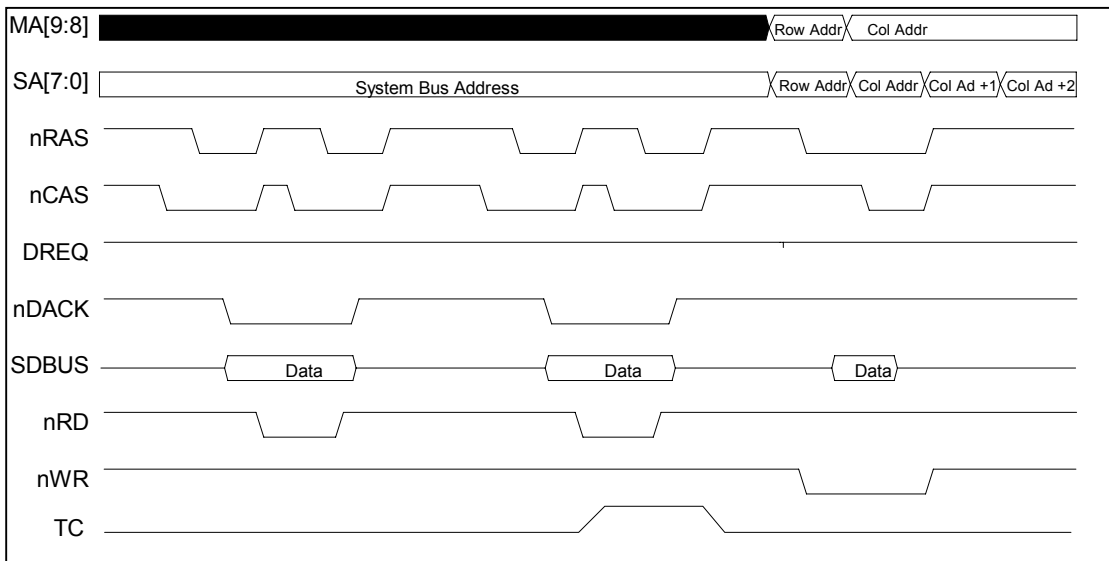 MA[9:8] Row Addr Col Addr
SA[7:0] System Bus Address Row Addr Col Addr Col Ad +1 Col Ad +2
nRAS
nCAS
DREQ
nDACK
SDBUS Data Data Data
nRD
nWR
TC